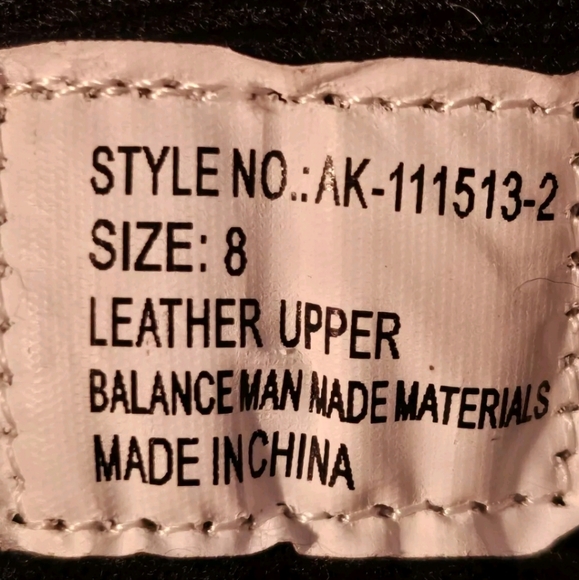 STYLE NO.:AK-111513-2
SIZE: 8
LEATHER UPPER
BALANCE MAN MADE MATERIALS
MADE IN CHINA